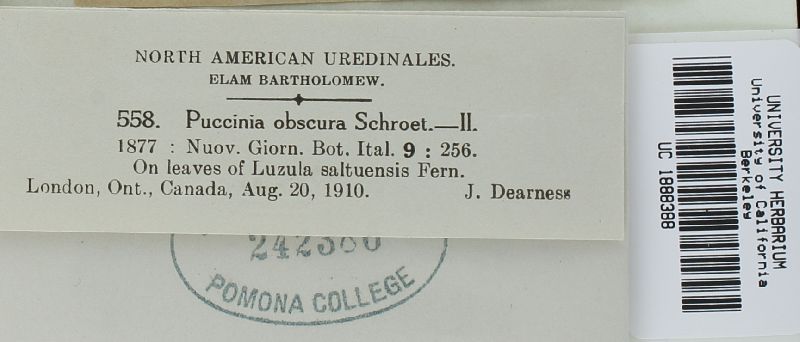 NORTH AMERICAN UREDINALES.
ELAM BARTHOLOMEW.
558. Puccinia obscura Schroet.—II.
1877 : Nuov. Giorn. Bot. Ital. 9 : 256.
On leaves of Luzula saltuensis Fern.
London, Ont., Canada, Aug. 20, 1910. J. Dearness
POMONA COLLEGE
UNIVERSITY HERBARIUM
University of California
Berkeley
UC 1888388